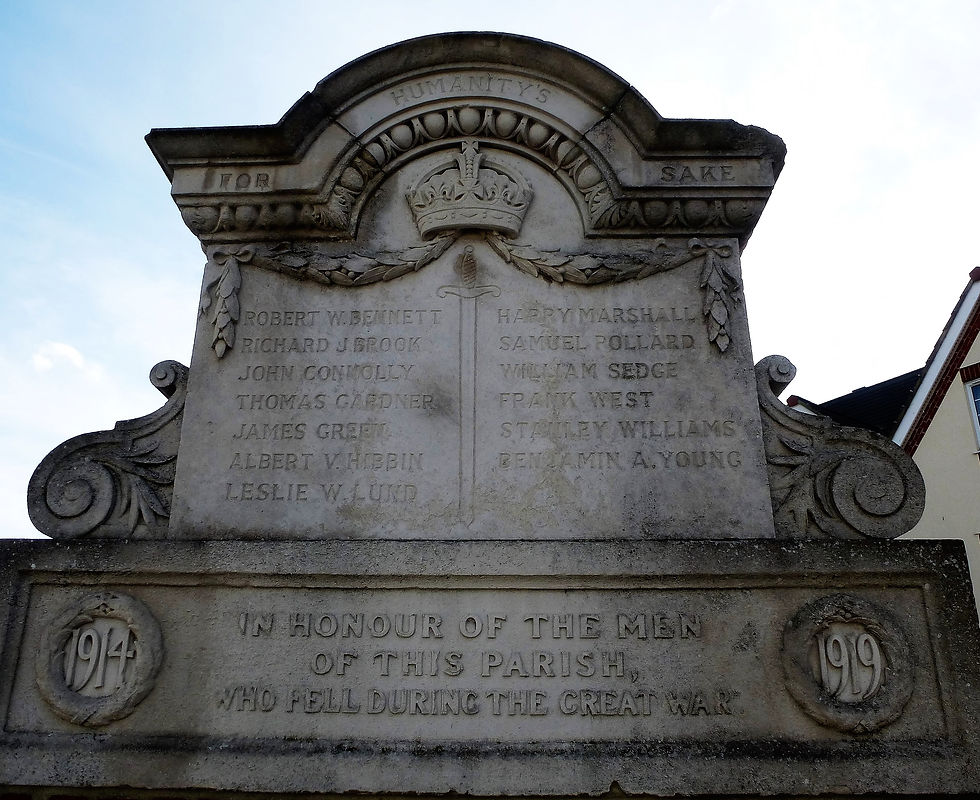 HUMANITY'S
FOR SAKE
ROBERT W. BENNETT
RICHARD J. BROOK
JOHN CONNOLLY
THOMAS GARDNER
JAMES GREEN
ALBERT V. HIBBIN
LESLIE W. LUND
HARRY MARSHALL
SAMUEL POLLARD
WILLIAM SEDGE
FRANK WEST
STANLEY WILLIAMS
BENJAMIN A. YOUNG
1914
IN HONOUR OF THE MEN
OF THIS PARISH,
WHO FELL DURING THE GREAT WAR
1919